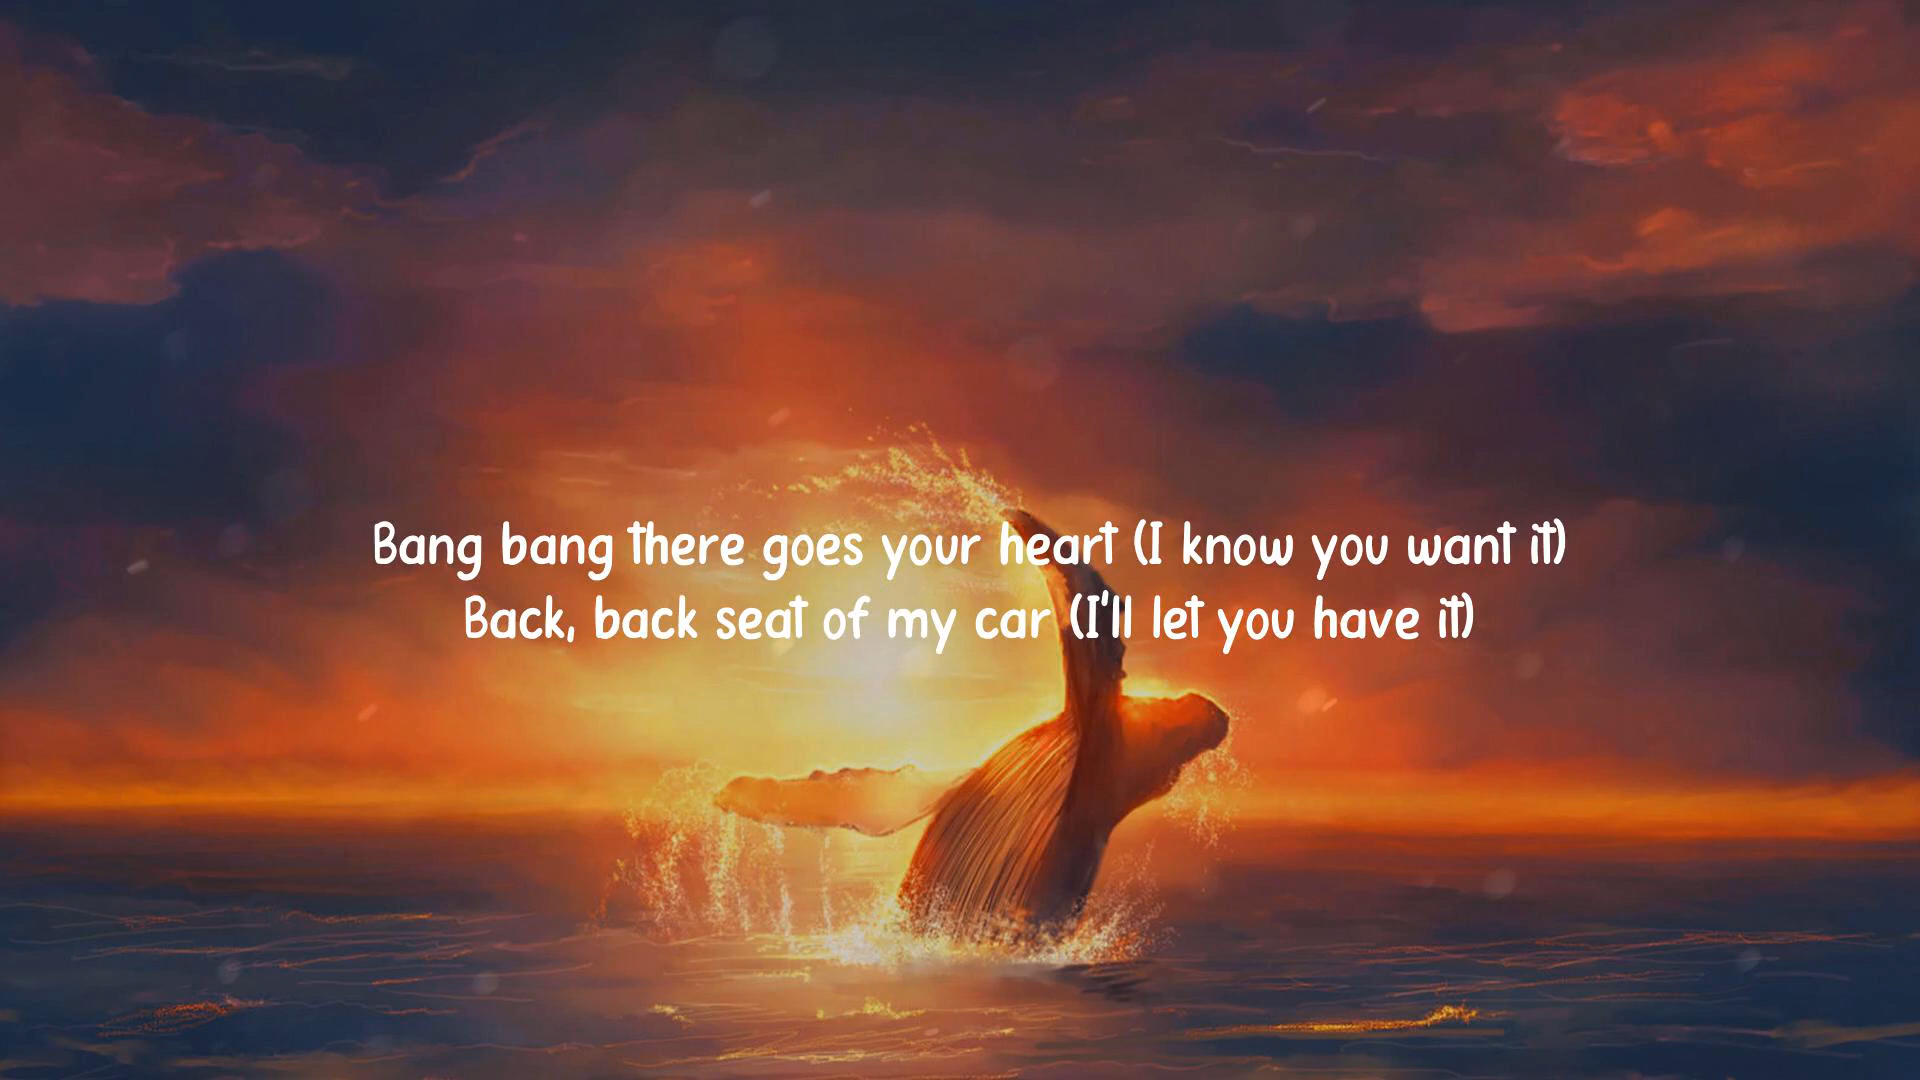 Bang bang there goes your heart (I know you want it)
Back, back seat of my car (I'll let you have it)